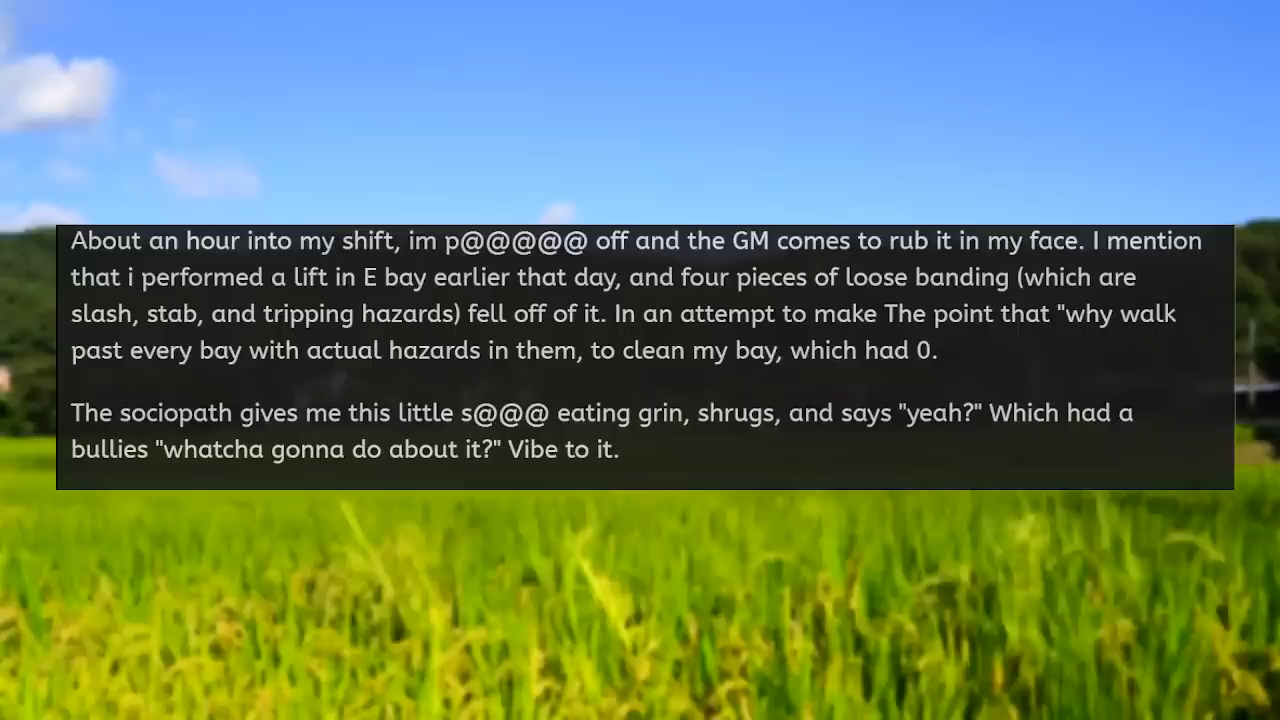 About an hour into my shift, im p@@@@@ off and the GM comes to rub it in my face. I mention
that i performed a lift in E bay earlier that day, and four pieces of loose banding (which are
slash, stab, and tripping hazards) fell off of it. In an attempt to make The point that "why walk
past every bay with actual hazards in them, to clean my bay, which had 0.
The sociopath gives me this little s@@@ eating grin, shrugs, and says "yeah?" Which had a
bullies "whatcha gonna do about it?" Vibe to it.